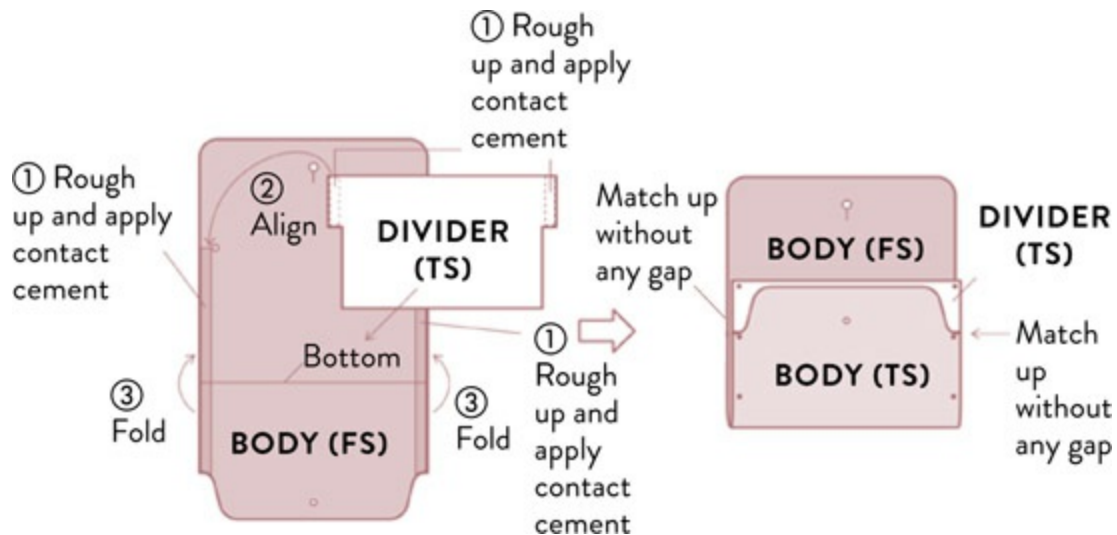 ① Rough
up and apply
contact
cement
① Rough
up and apply
contact
cement
②
Align
DIVIDER
(TS)
Bottom
③
Fold
BODY (FS)
③
Fold
①
Rough
up and
apply
contact
cement
Match up
without
any gap
BODY (FS)
DIVIDER
(TS)
BODY (TS)
Match
up
without
any gap